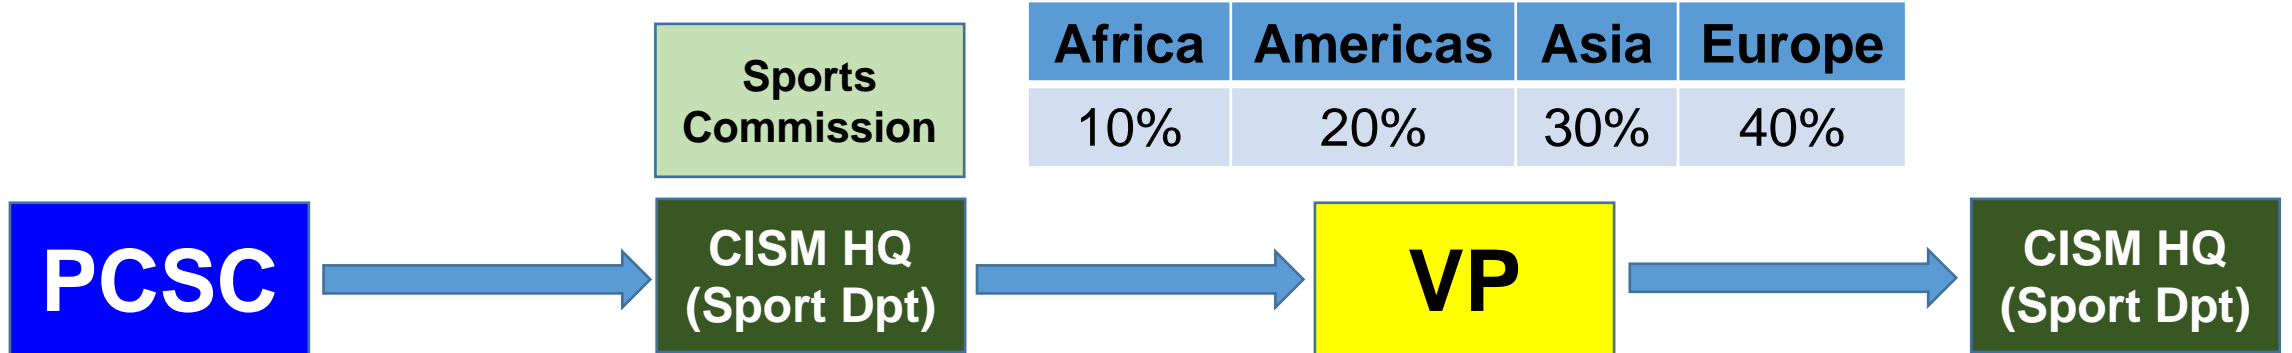 Sports
Commission
Africa Americas Asia Europe
10% 20% 30% 40%
PCSC
CISM HQ
(Sport Dpt)
VP
CISM HQ
(Sport Dpt)